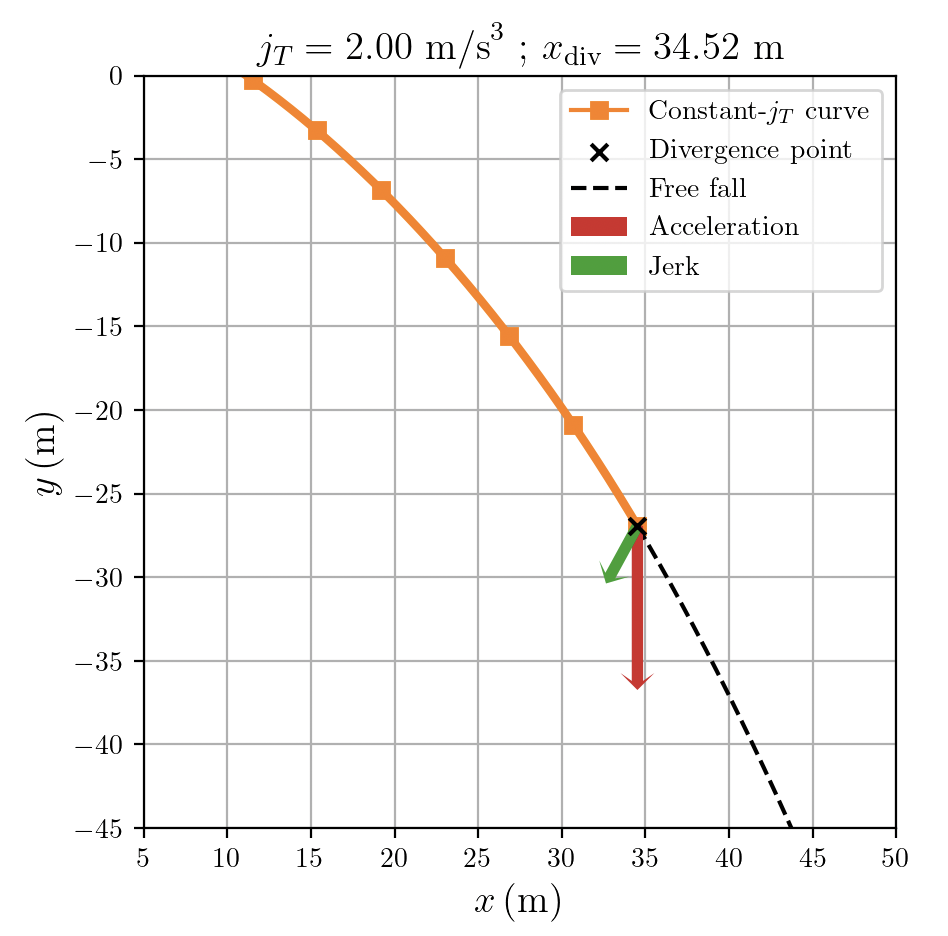 j_T = 2.00 m/s³ ; x_div = 34.52 m
Constant-j_T curve
Divergence point
Free fall
Acceleration
Jerk
0
−5
−10
−15
−20
−25
−30
−35
−40
−45
y (m)
5 10 15 20 25 30 35 40 45 50
x (m)